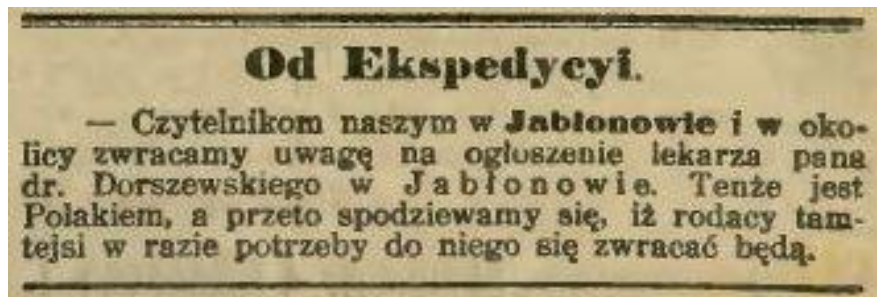 Od Ekspedycyi.
— Czytelnikom naszym w Jabłonowie i w oko-
licy zwracamy uwagę na ogłoszenie lekarza pana
dr. Dorszewskiego w Jabłonowie. Tenże jest
Polakiem, a przeto spodziewamy się, iż rodacy tam-
tejsi w razie potrzeby do niego się zwracać będą.